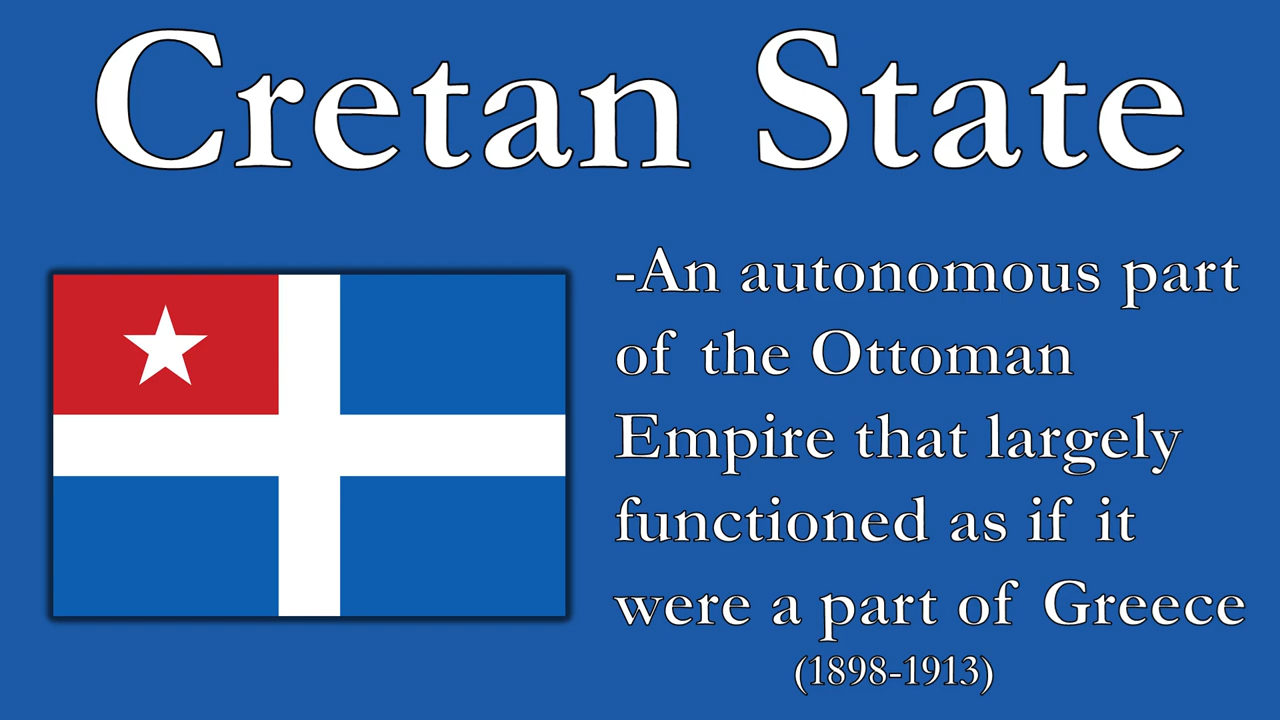 Cretan State
-An autonomous part
of the Ottoman
Empire that largely
functioned as if it
were a part of Greece
(1898-1913)